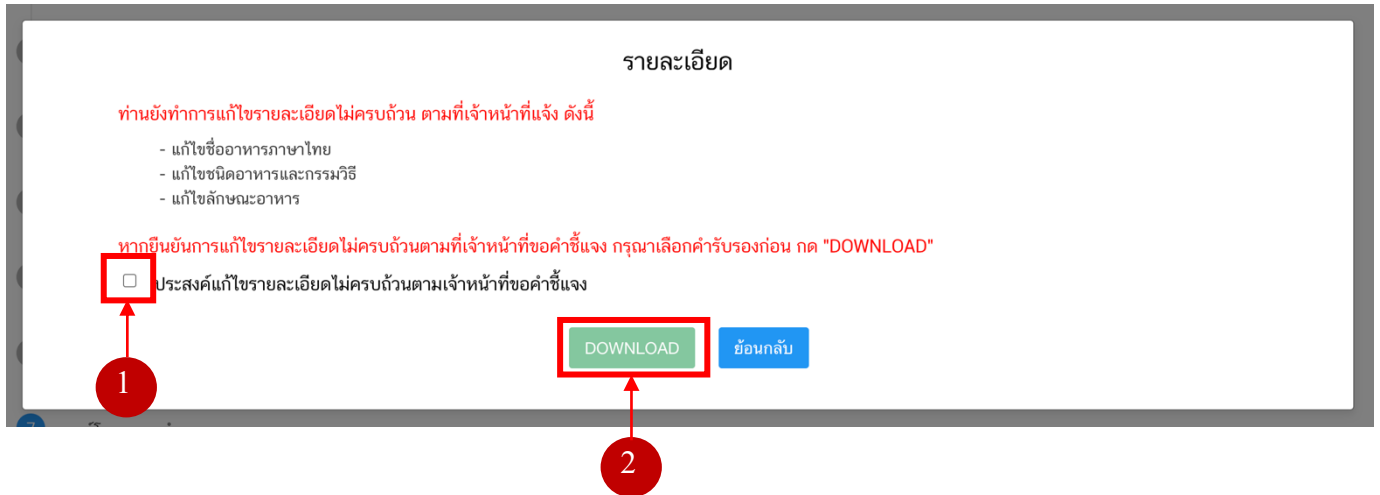 รายละเอียด
ท่านยังทำการแก้ไขรายละเอียดไม่ครบถ้วน ตามที่เจ้าหน้าที่แจ้ง ดังนี้
- แก้ไขชื่ออาหารภาษาไทย
- แก้ไขชนิดอาหารและกรรมวิธี
- แก้ไขลักษณะอาหาร
หากยืนยันการแก้ไขรายละเอียดไม่ครบถ้วนตามที่เจ้าหน้าที่ขอคำชี้แจง กรุณาเลือกคำรับรองก่อน กด "DOWNLOAD"
ประสงค์แก้ไขรายละเอียดไม่ครบถ้วนตามเจ้าหน้าที่ขอคำชี้แจง
DOWNLOAD ย้อนกลับ
1
7
2